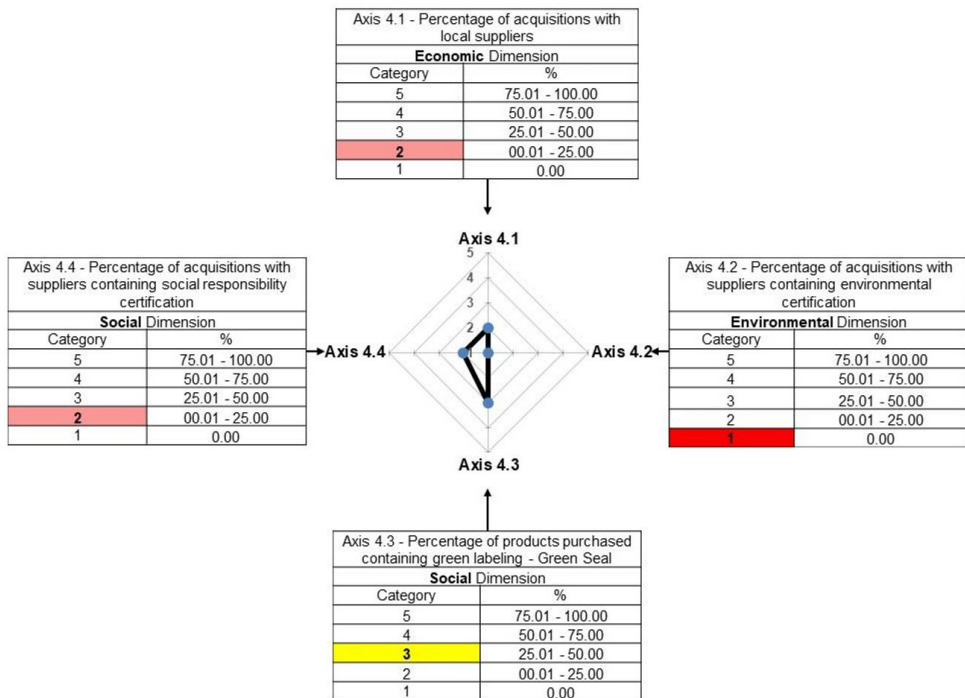 Axis 4.1 - Percentage of acquisitions with
local suppliers
Economic Dimension
Category %
5 75.01 - 100.00
4 50.01 - 75.00
3 25.01 - 50.00
2 00.01 - 25.00
1 0.00
Axis 4.4 - Percentage of acquisitions with
suppliers containing social responsibility
certification
Social Dimension
Category %
5 75.01 - 100.00
4 50.01 - 75.00
3 25.01 - 50.00
2 00.01 - 25.00
1 0.00
Axis 4.1
5
4
3
2
Axis 4.4
Axis 4.2
Axis 4.3
Axis 4.2 - Percentage of acquisitions with
suppliers containing environmental
certification
Environmental Dimension
Category %
5 75.01 - 100.00
4 50.01 - 75.00
3 25.01 - 50.00
2 00.01 - 25.00
1 0.00
Axis 4.3 - Percentage of products purchased
containing green labeling - Green Seal
Social Dimension
Category %
5 75.01 - 100.00
4 50.01 - 75.00
3 25.01 - 50.00
2 00.01 - 25.00
1 0.00